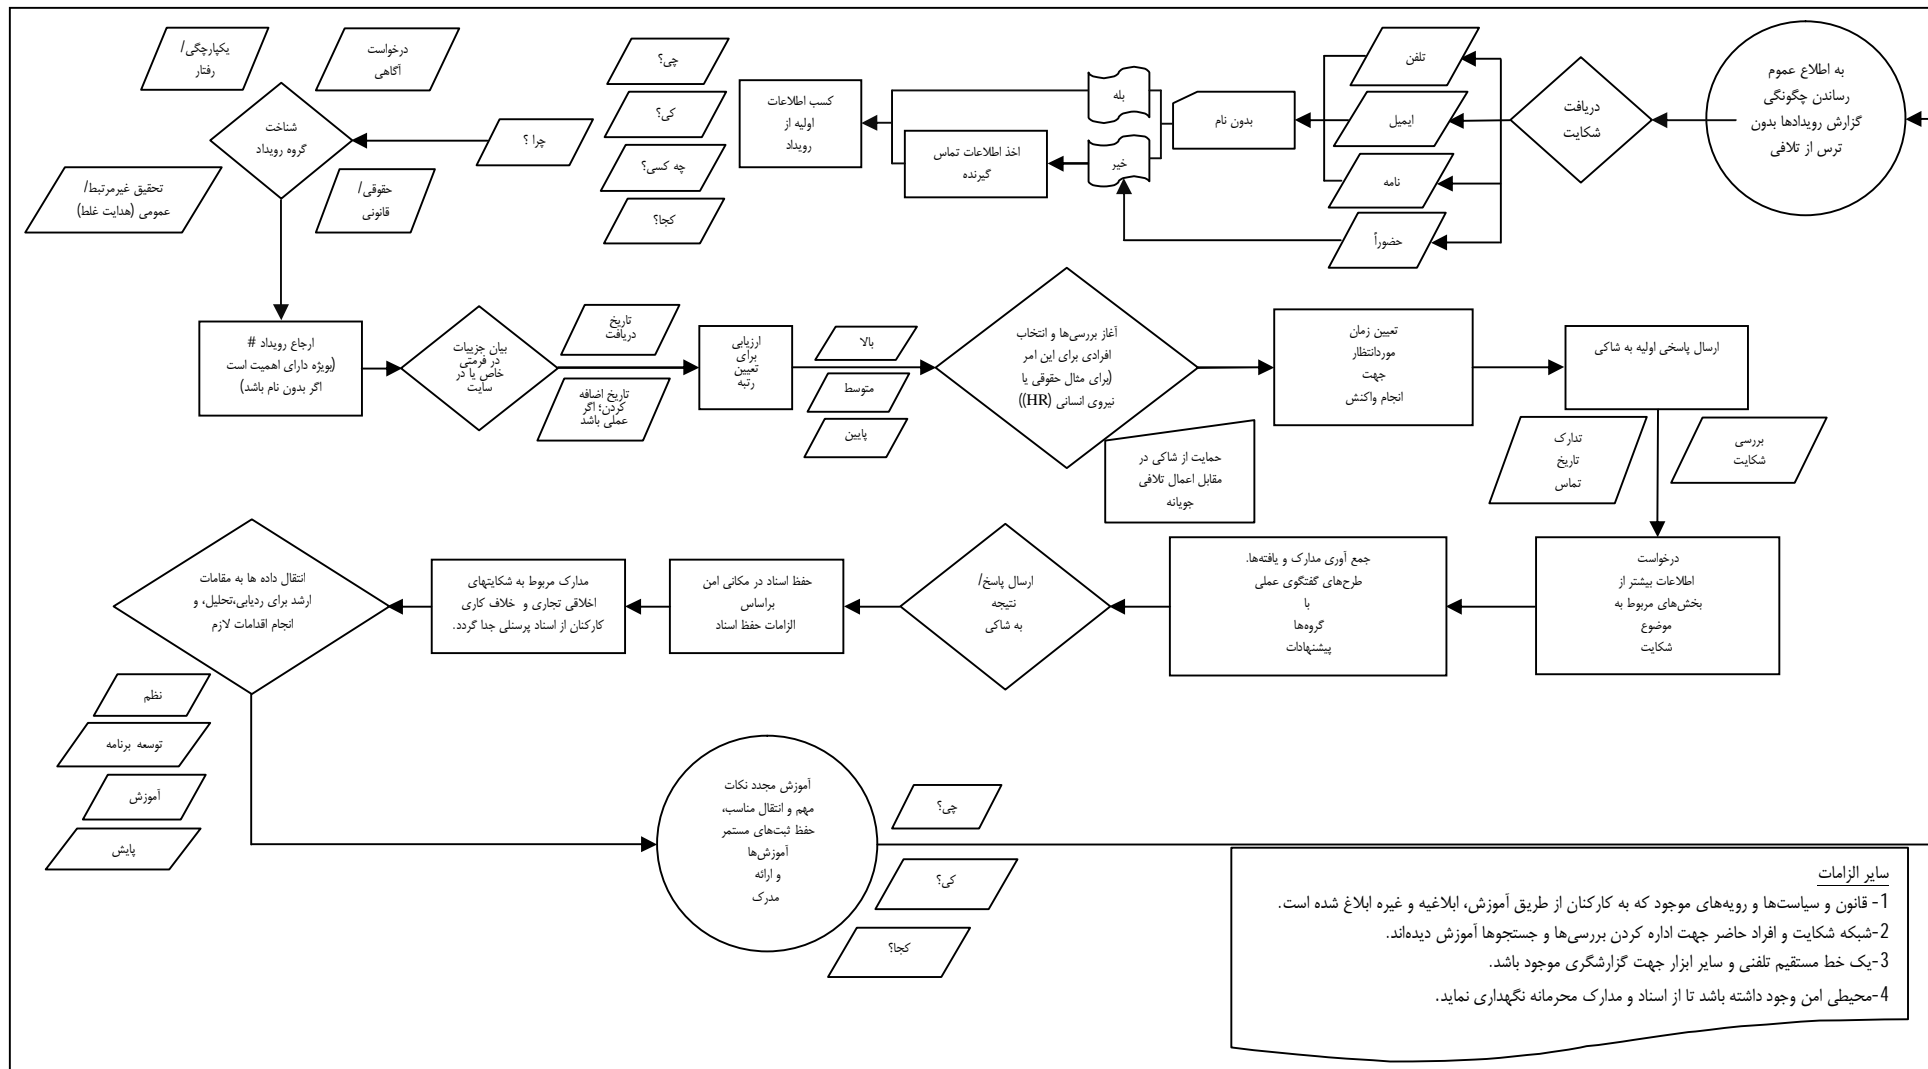 به اطلاع عموم
رساندن چگونگی
گزارش رویدادها بدون
ترس از تلافی
دریافت
شکایت
تلفن
ایمیل
نامه
حضوراً
بدون نام
بله
خیر
اخذ اطلاعات تماس
گیرنده
کسب اطلاعات
اولیه از
رویداد
چی؟
کی؟
چه کسی؟
کجا؟
چرا ؟
درخواست
آگاهی
یکپارچگی/
رفتار
شناخت
گروه رویداد
حقوقی/
قانونی
تحقیق غیرمرتبط/
عمومی (هدایت غلط)
ارجاع رویداد #
(بویژه دارای اهمیت است
اگر بدون نام باشد)
بیان جزییات
در فرمتی
خاص یا در
سایت
تاریخ
دریافت
تاریخ اضافه
کردن؛ اگر
عملی باشد
ارزیابی
برای
تعیین
رتبه
بالا
متوسط
پایین
آغاز بررسی‌ها و انتخاب
افرادی برای این امر
(برای مثال حقوقی یا
نیروی انسانی (HR))
حمایت از شاکی در
مقابل اعمال تلافی
جویانه
تعیین زمان
موردانتظار
جهت
انجام واکنش
ارسال پاسخی اولیه به شاکی
بررسی
شکایت
تدارک
تاریخ
تماس
درخواست
اطلاعات بیشتر از
بخش‌های مربوط به
موضوع
شکایت
جمع آوری مدارک و یافته‌ها.
طرح‌های گفتگوی عملی
با
گروه‌ها
پیشنهادات
ارسال پاسخ/
نتیجه
به شاکی
حفظ اسناد در مکانی امن
براساس
الزامات حفظ اسناد
مدارک مربوط به شکایتهای
اخلاقی تجاری و خلاف کاری
کارکنان از اسناد پرسنلی جدا گردد.
انتقال داده ها به مقامات
ارشد برای ردیابی،تحلیل، و
انجام اقدامات لازم
نظم
توسعه برنامه
آموزش
پایش
آموزش مجدد نکات
مهم و انتقال مناسب،
حفظ ثبت‌های مستمر
آموزش‌ها
و ارائه
مدرک
چی؟
کی؟
کجا؟
سایر الزامات
1- قانون و سیاست‌ها و رویه‌های موجود که به کارکنان از طریق آموزش، ابلاغیه و غیره ابلاغ شده است.
2-شبکه شکایت و افراد حاضر جهت اداره کردن بررسی‌ها و جستجوها آموزش دیده‌اند.
3-یک خط مستقیم تلفنی و سایر ابزار جهت گزارشگری موجود باشد.
4-محیطی امن وجود داشته باشد تا از اسناد و مدارک محرمانه نگهداری نماید.